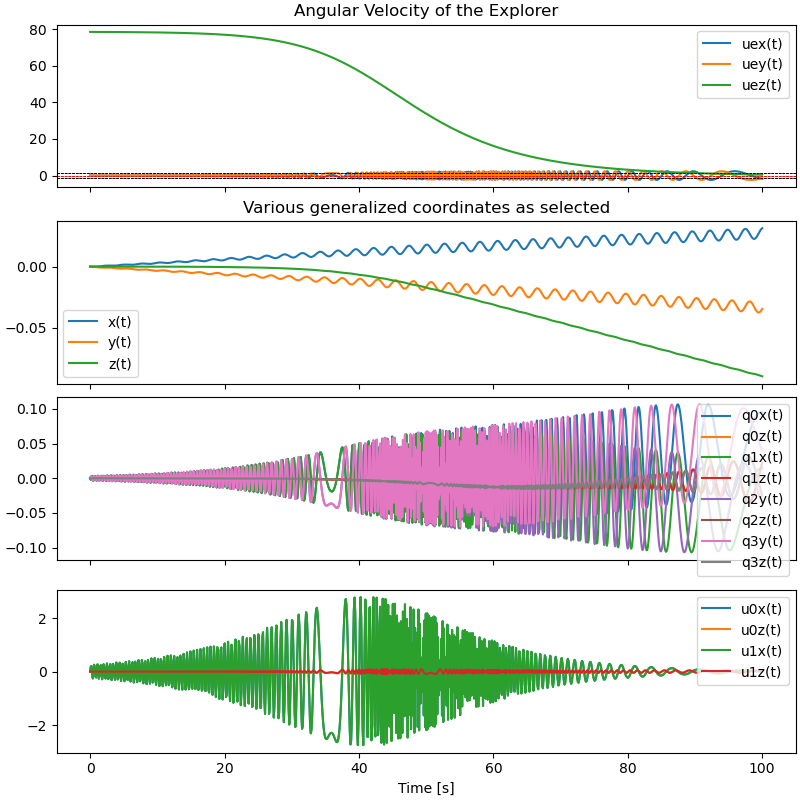 Angular Velocity of the Explorer
80
60
40
20
0
uex(t)
uey(t)
uez(t)
Various generalized coordinates as selected
0.00
−0.05
x(t)
y(t)
z(t)
0.10
0.05
0.00
−0.05
−0.10
q0x(t)
q0z(t)
q1x(t)
q1z(t)
q2y(t)
q2z(t)
q3y(t)
q3z(t)
2
0
−2
u0x(t)
u0z(t)
u1x(t)
u1z(t)
0 20 40 60 80 100
Time [s]